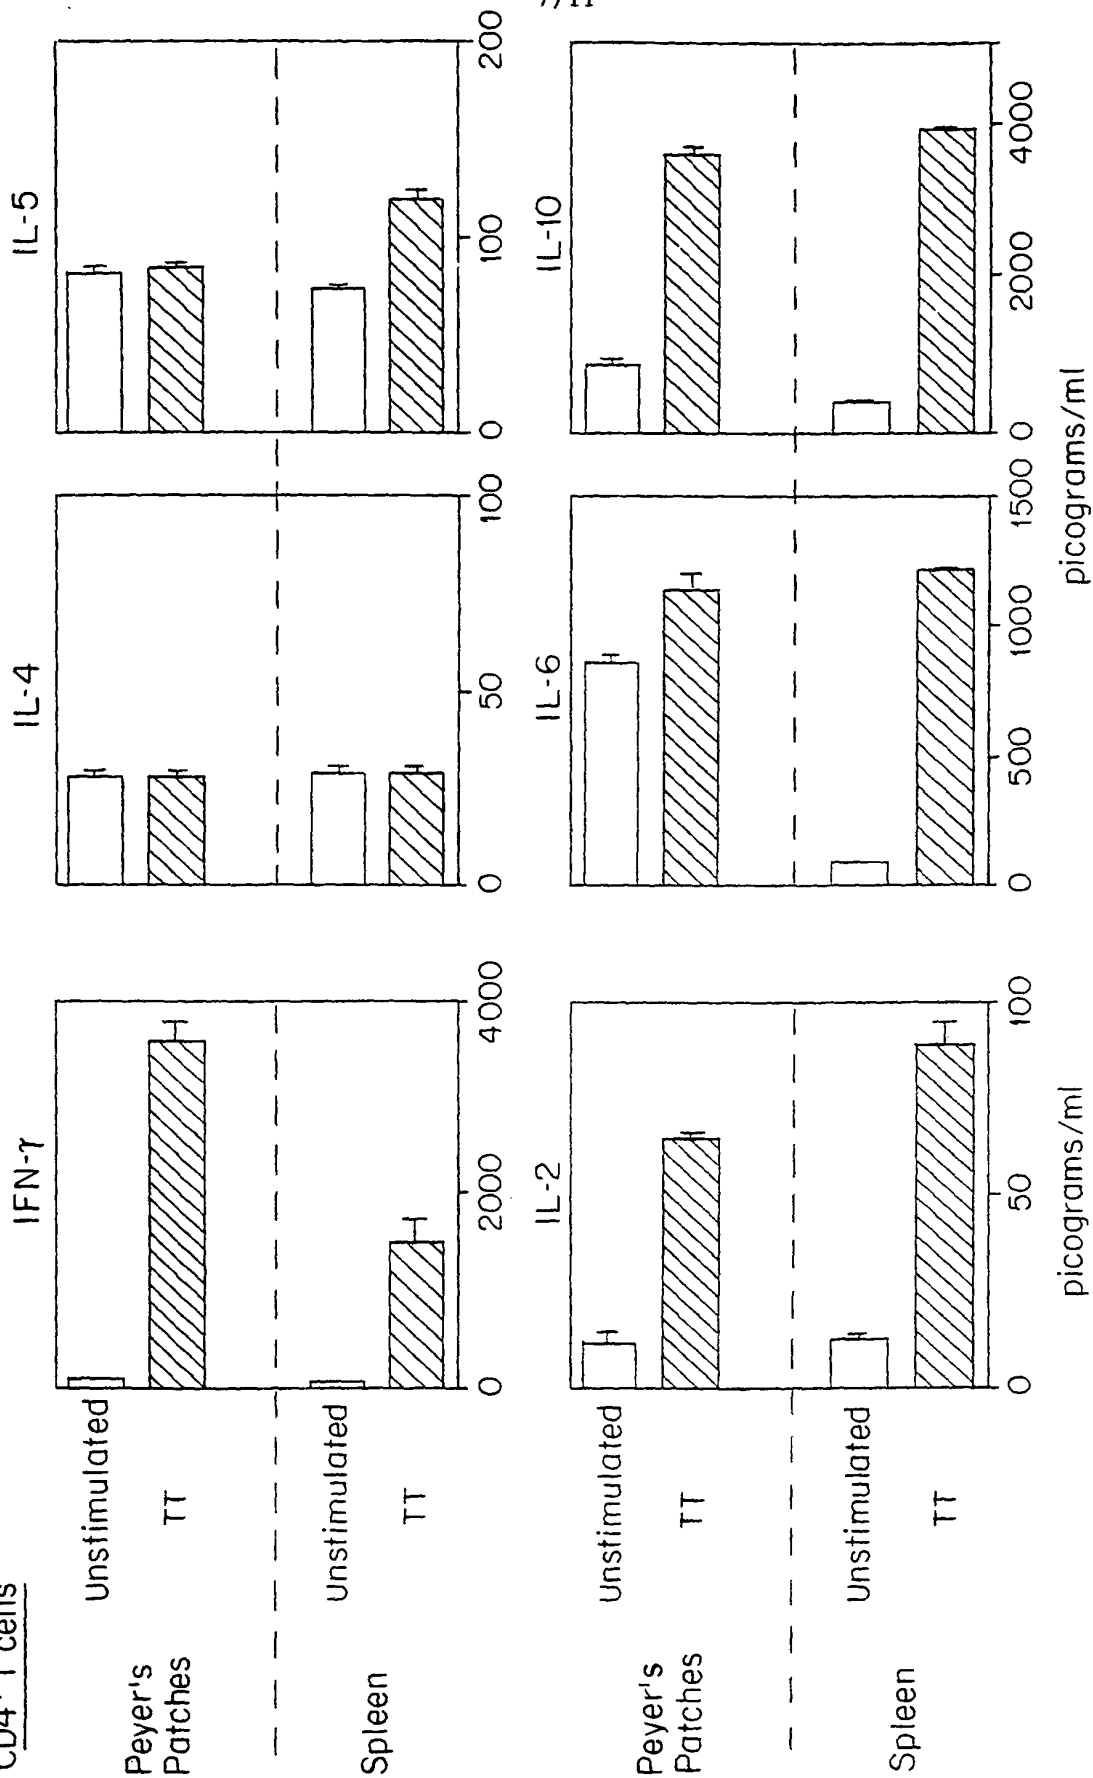 7/11
CD4+ T cells
IFN-γ
IL-4
IL-5
Peyer's
Patches
Unstimulated
TT
Spleen
Unstimulated
TT
0 2000 4000
0 50 100
0 100 200
IL-2
IL-6
IL-10
Peyer's
Patches
Unstimulated
TT
Spleen
Unstimulated
TT
0 50 100
0 500 1000 1500
0 2000 4000
picograms/ml
picograms/ml